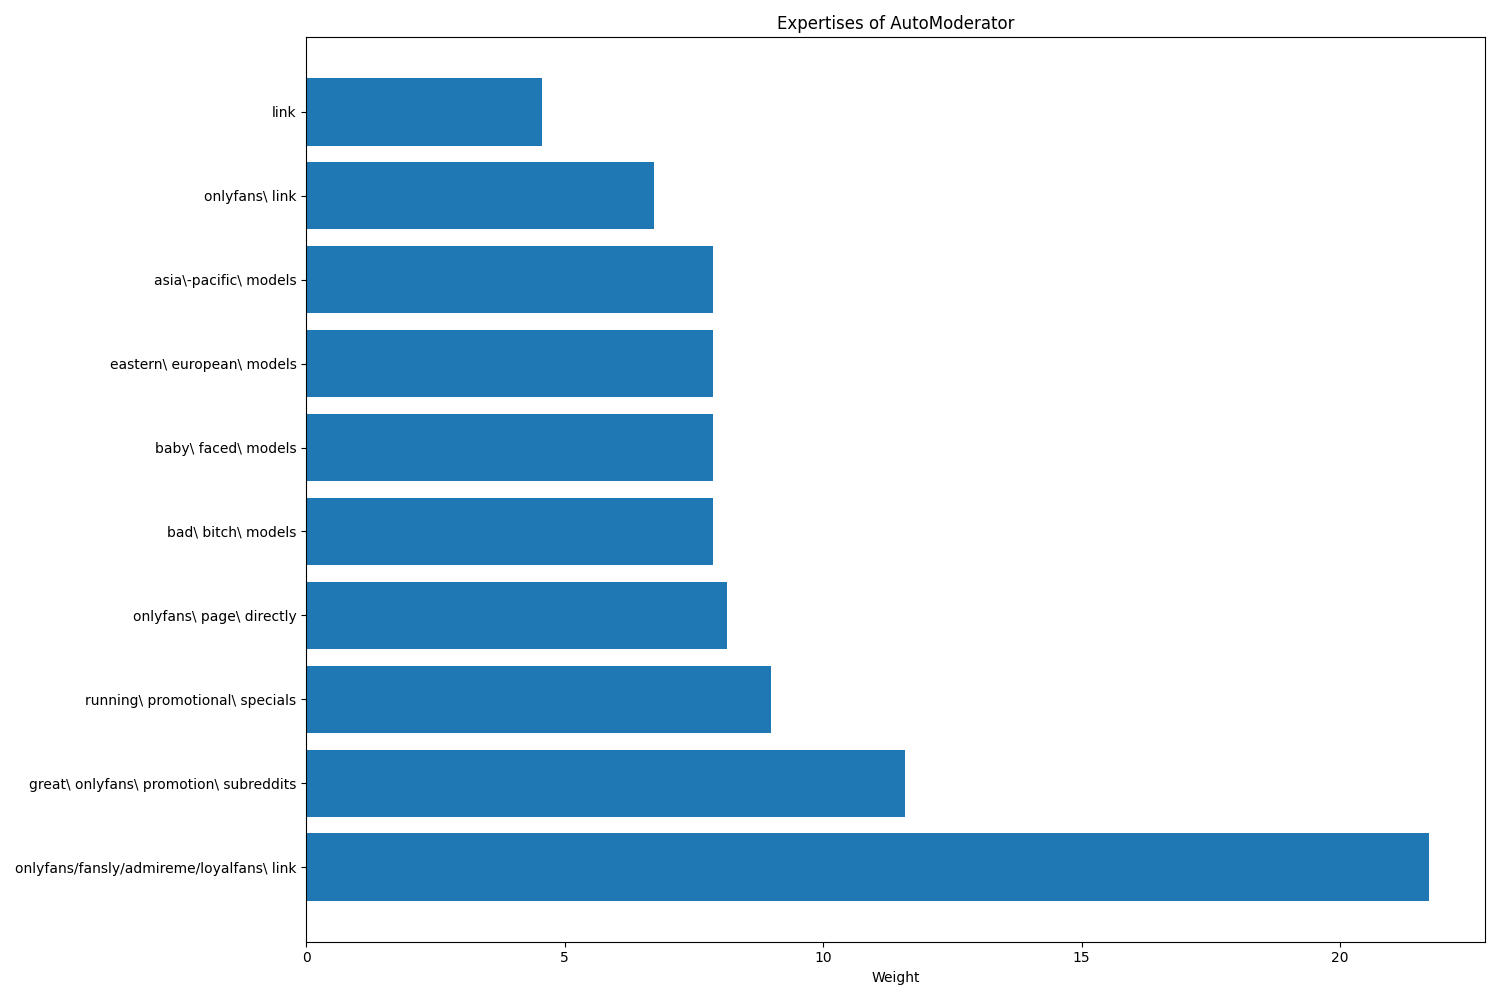 Expertises of AutoModerator
link
onlyfans\ link
asia\-pacific\ models
eastern\ european\ models
baby\ faced\ models
bad\ bitch\ models
onlyfans\ page\ directly
running\ promotional\ specials
great\ onlyfans\ promotion\ subreddits
onlyfans/fansly/admireme/loyalfans\ link
0 5 10 15 20
Weight